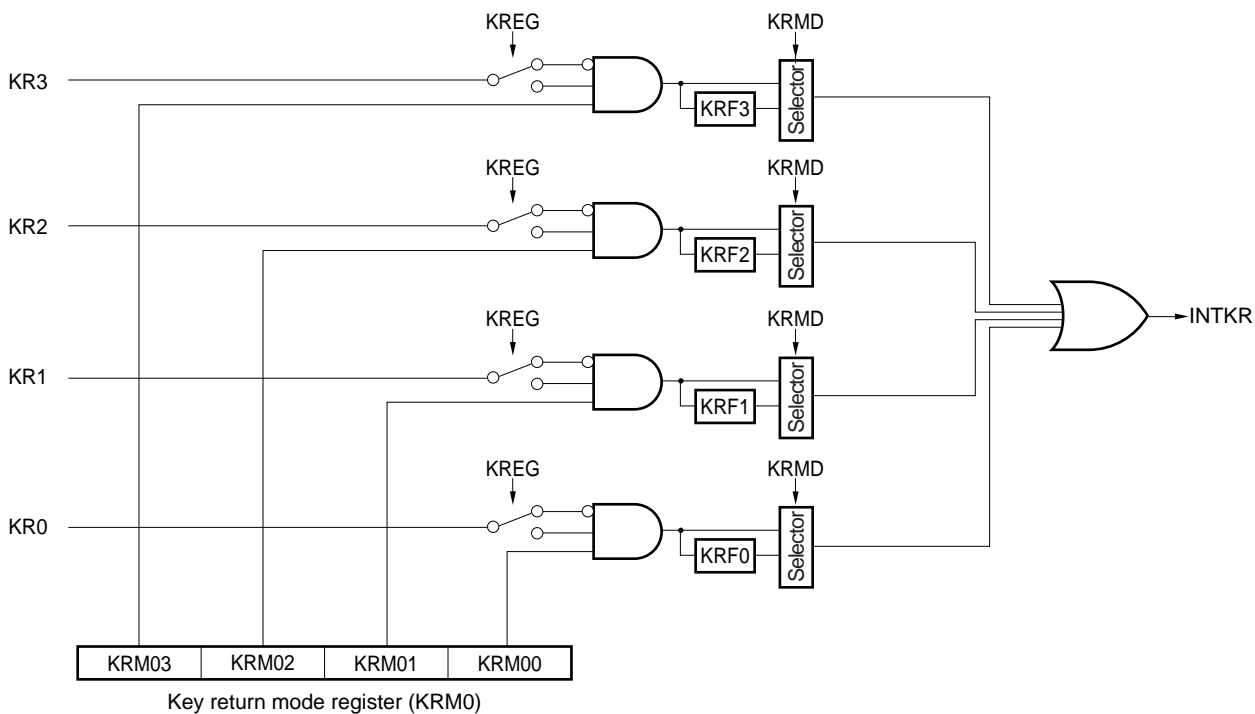 KREG
KRMD
KR3
KRF3
Selector
KREG
KRMD
KR2
KRF2
Selector
KREG
KRMD
INTKR
KR1
KRF1
Selector
KREG
KRMD
KR0
KRF0
Selector
KRM03 KRM02 KRM01 KRM00
Key return mode register (KRM0)